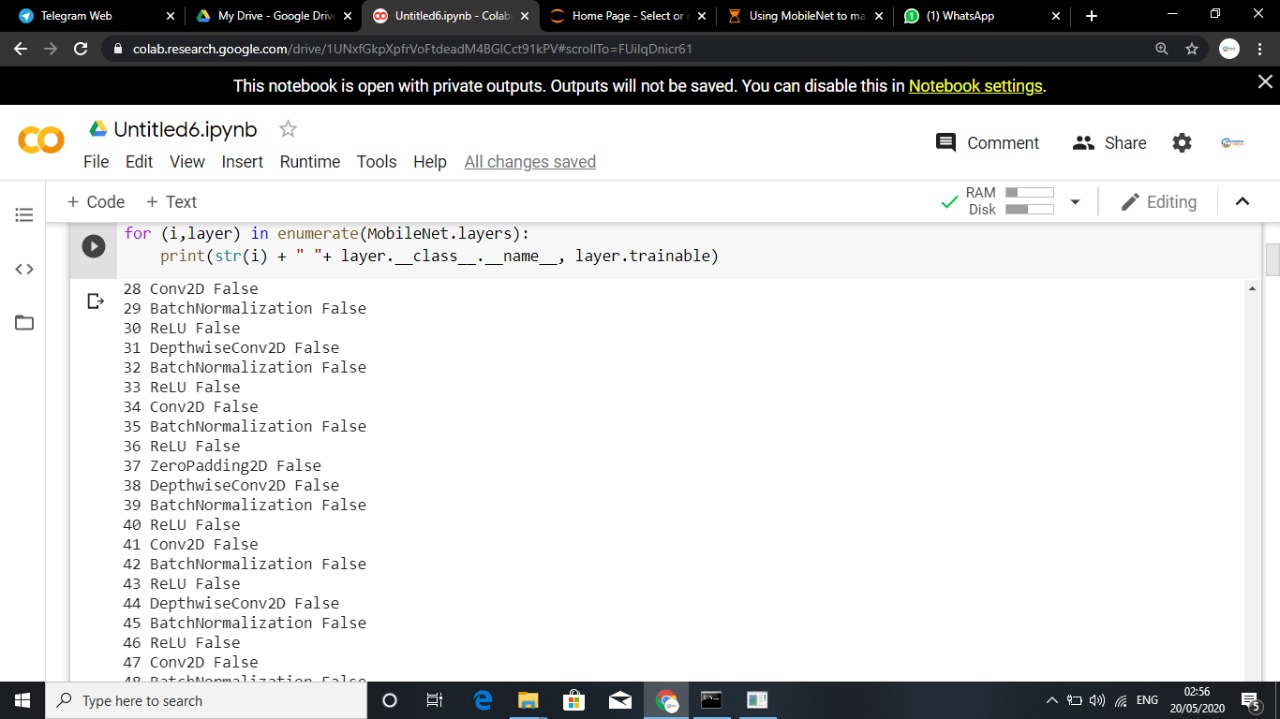 Telegram Web
My Drive - Google Driv
Untitled6.ipynb - Colab
Home Page - Select or
Using MobileNet to ma
(1) WhatsApp
colab.research.google.com/drive/1UNxfGkpXpfrVoFtdeadM4BGlCct91kPV#scrollTo=FUilqDnicr61
This notebook is open with private outputs. Outputs will not be saved. You can disable this in Notebook settings.
CO
Untitled6.ipynb
Comment
Share
File Edit View Insert Runtime Tools Help All changes saved
+ Code + Text
RAM
Disk
Editing
for (i,layer) in enumerate(MobileNet.layers):
print(str(i) + " "+ layer.__class__.__name__, layer.trainable)
28 Conv2D False
29 BatchNormalization False
30 ReLU False
31 DepthwiseConv2D False
32 BatchNormalization False
33 ReLU False
34 Conv2D False
35 BatchNormalization False
36 ReLU False
37 ZeroPadding2D False
38 DepthwiseConv2D False
39 BatchNormalization False
40 ReLU False
41 Conv2D False
42 BatchNormalization False
43 ReLU False
44 DepthwiseConv2D False
45 BatchNormalization False
46 ReLU False
47 Conv2D False
48 BatchNormalization False
Type here to search
ENG
02:56
20/05/2020
5